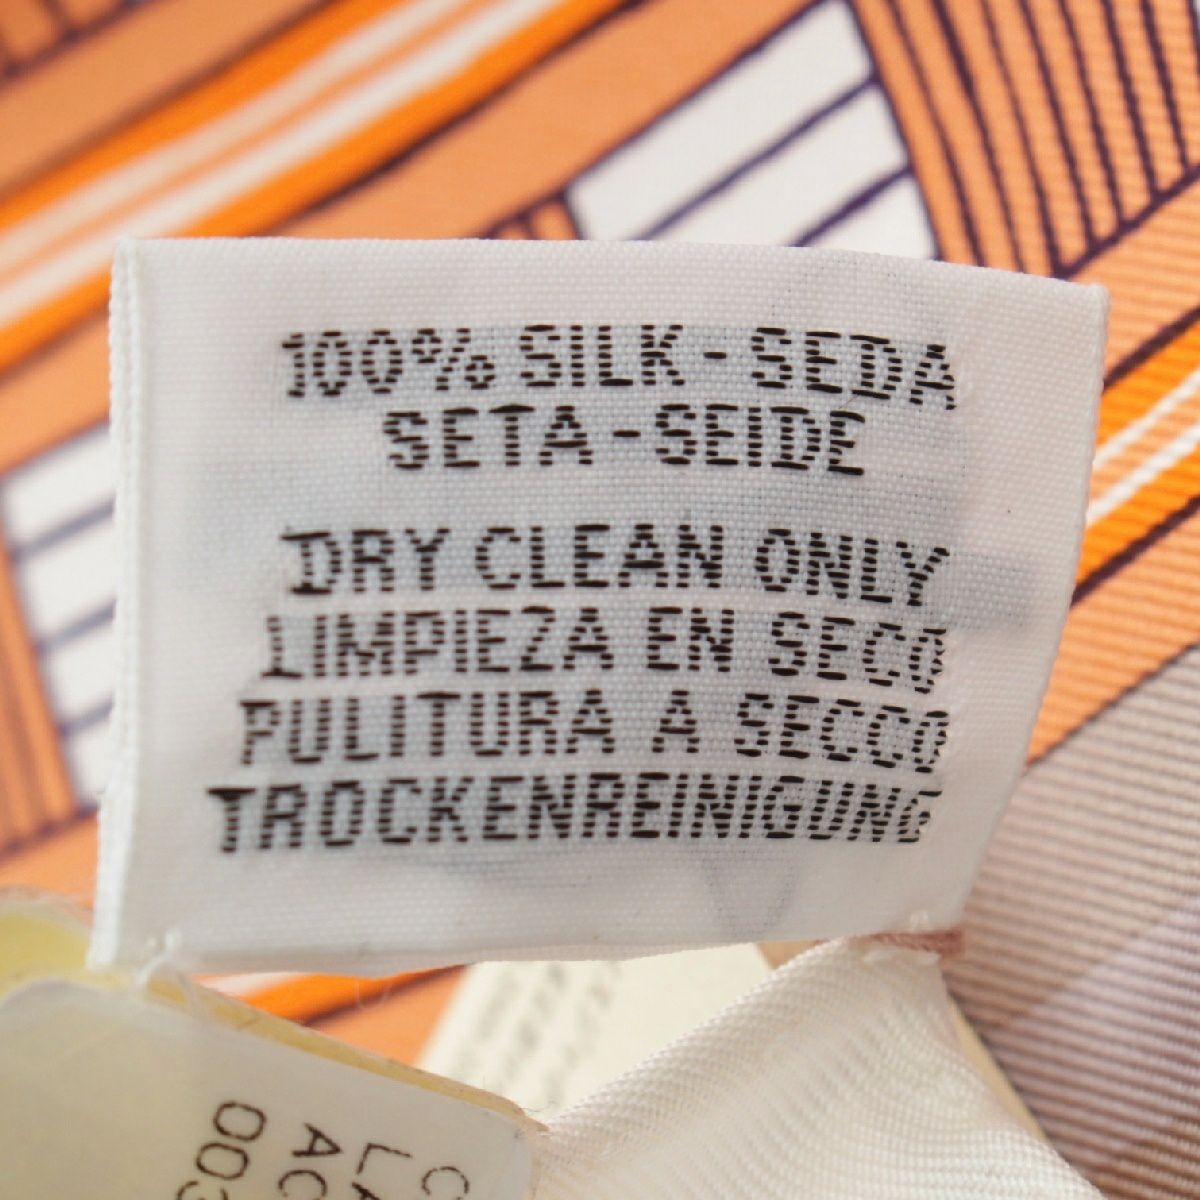 100% SILK - SEDA
SETA - SEIDE
DRY CLEAN ONLY
LIMPIEZA EN SECO
PULITURA A SECCO
TROCKENREINIGUNG